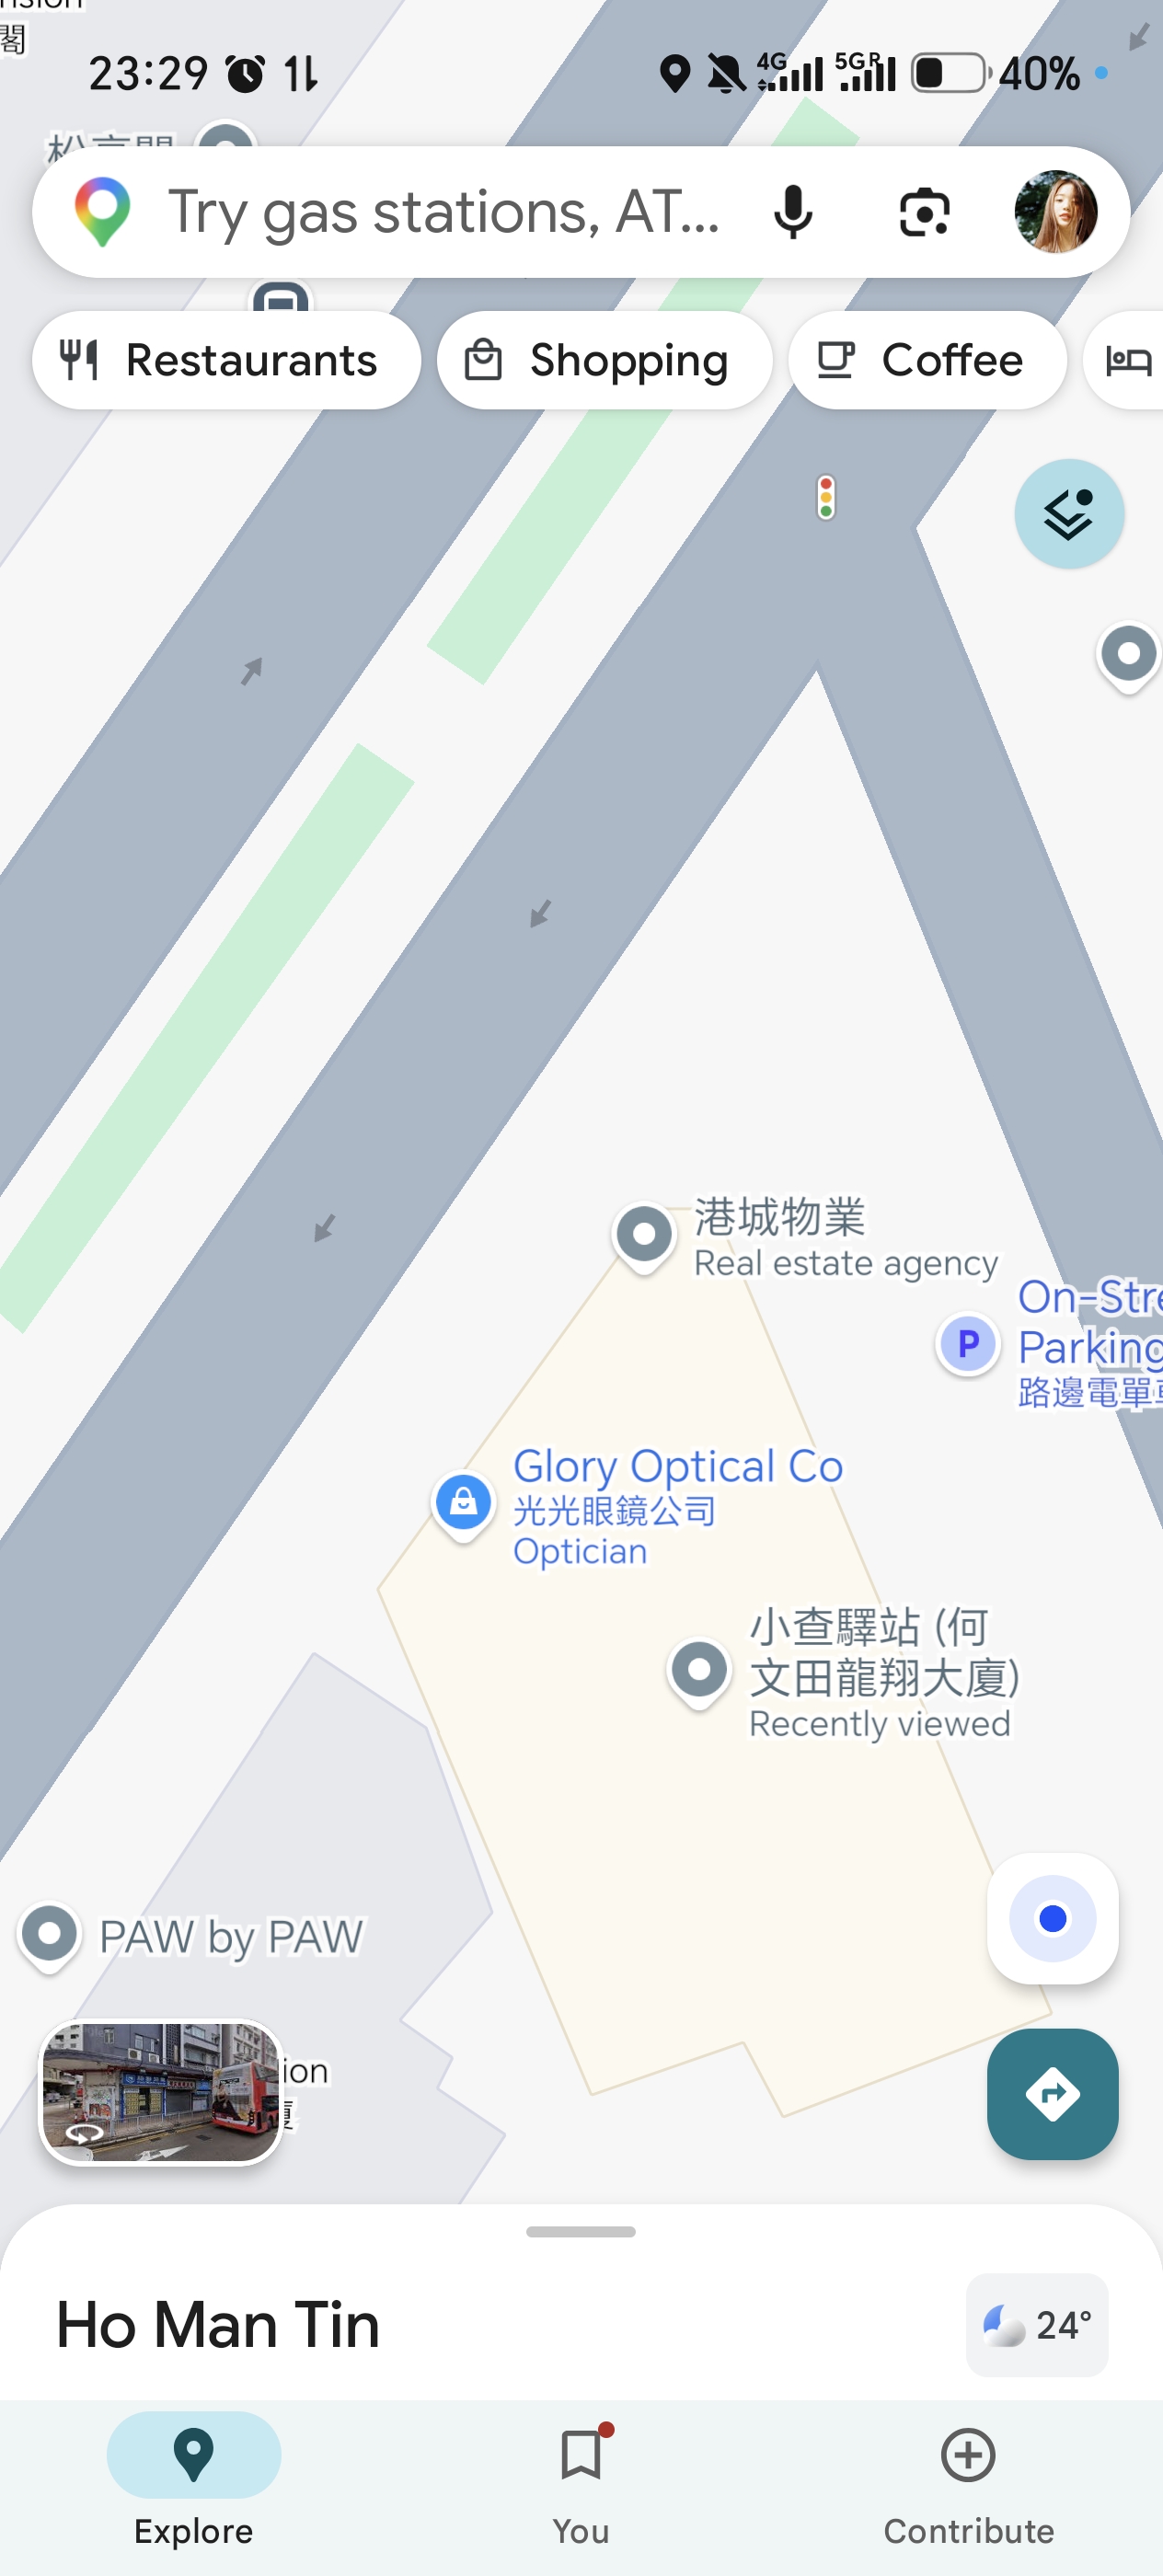 閣
23:29
4G
5G R
40%
Try gas stations, AT...
Restaurants
Shopping
Coffee
港城物業
Real estate agency
On-Stre
Parking
路邊電單車
Glory Optical Co
光光眼鏡公司
Optician
小查驛站 (何
文田龍翔大廈)
Recently viewed
P
PAW by PAW
ion
Ho Man Tin
24°
Explore
You
Contribute